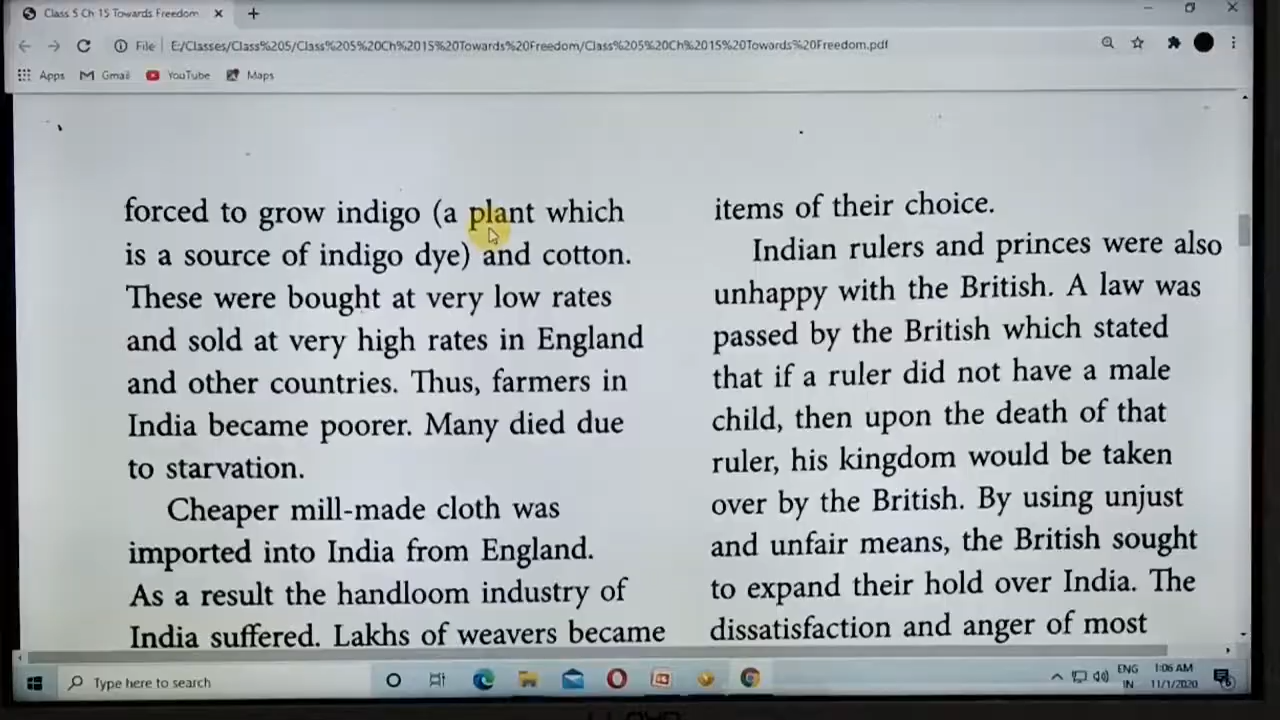 Class 5 Ch 15 Towards Freedom
File
E:/Classes/Class%205/Class%205%20Ch%2015%20Towards%20Freedom/Class%205%20Ch%2015%20Towards%20Freedom.pdf
Apps Gmail YouTube Maps
forced to grow indigo (a plant which
is a source of indigo dye) and cotton.
These were bought at very low rates
and sold at very high rates in England
and other countries. Thus, farmers in
India became poorer. Many died due
to starvation.
Cheaper mill-made cloth was
imported into India from England.
As a result the handloom industry of
India suffered. Lakhs of weavers became
items of their choice.
Indian rulers and princes were also
unhappy with the British. A law was
passed by the British which stated
that if a ruler did not have a male
child, then upon the death of that
ruler, his kingdom would be taken
over by the British. By using unjust
and unfair means, the British sought
to expand their hold over India. The
dissatisfaction and anger of most
Type here to search
ENG
IN
1:06 AM
11/1/2020